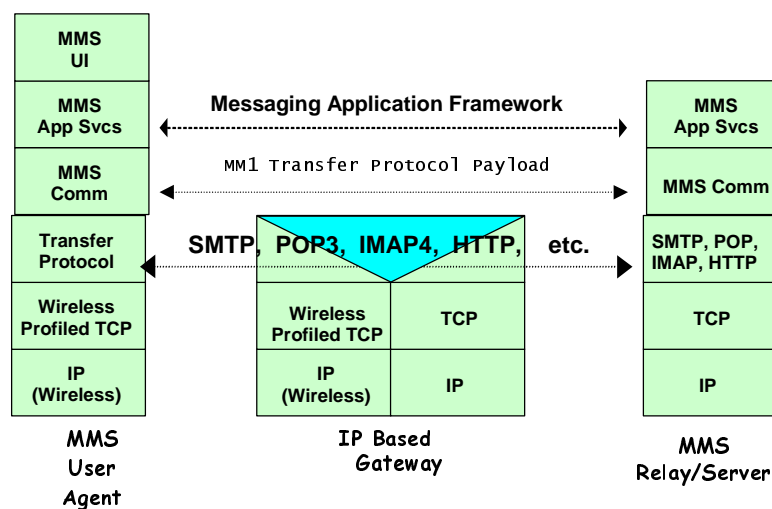 MMS
UI
MMS
App Svcs
MMS
Comm
Transfer
Protocol
Wireless
Profiled TCP
IP
(Wireless)
MMS
User
Agent
Messaging Application Framework
MM1 Transfer Protocol Payload
SMTP, POP3, IMAP4, HTTP, etc.
Wireless
Profiled TCP
TCP
IP
(Wireless)
IP
IP Based
Gateway
MMS
App Svcs
MMS Comm
SMTP, POP,
IMAP, HTTP
TCP
IP
MMS
Relay/Server